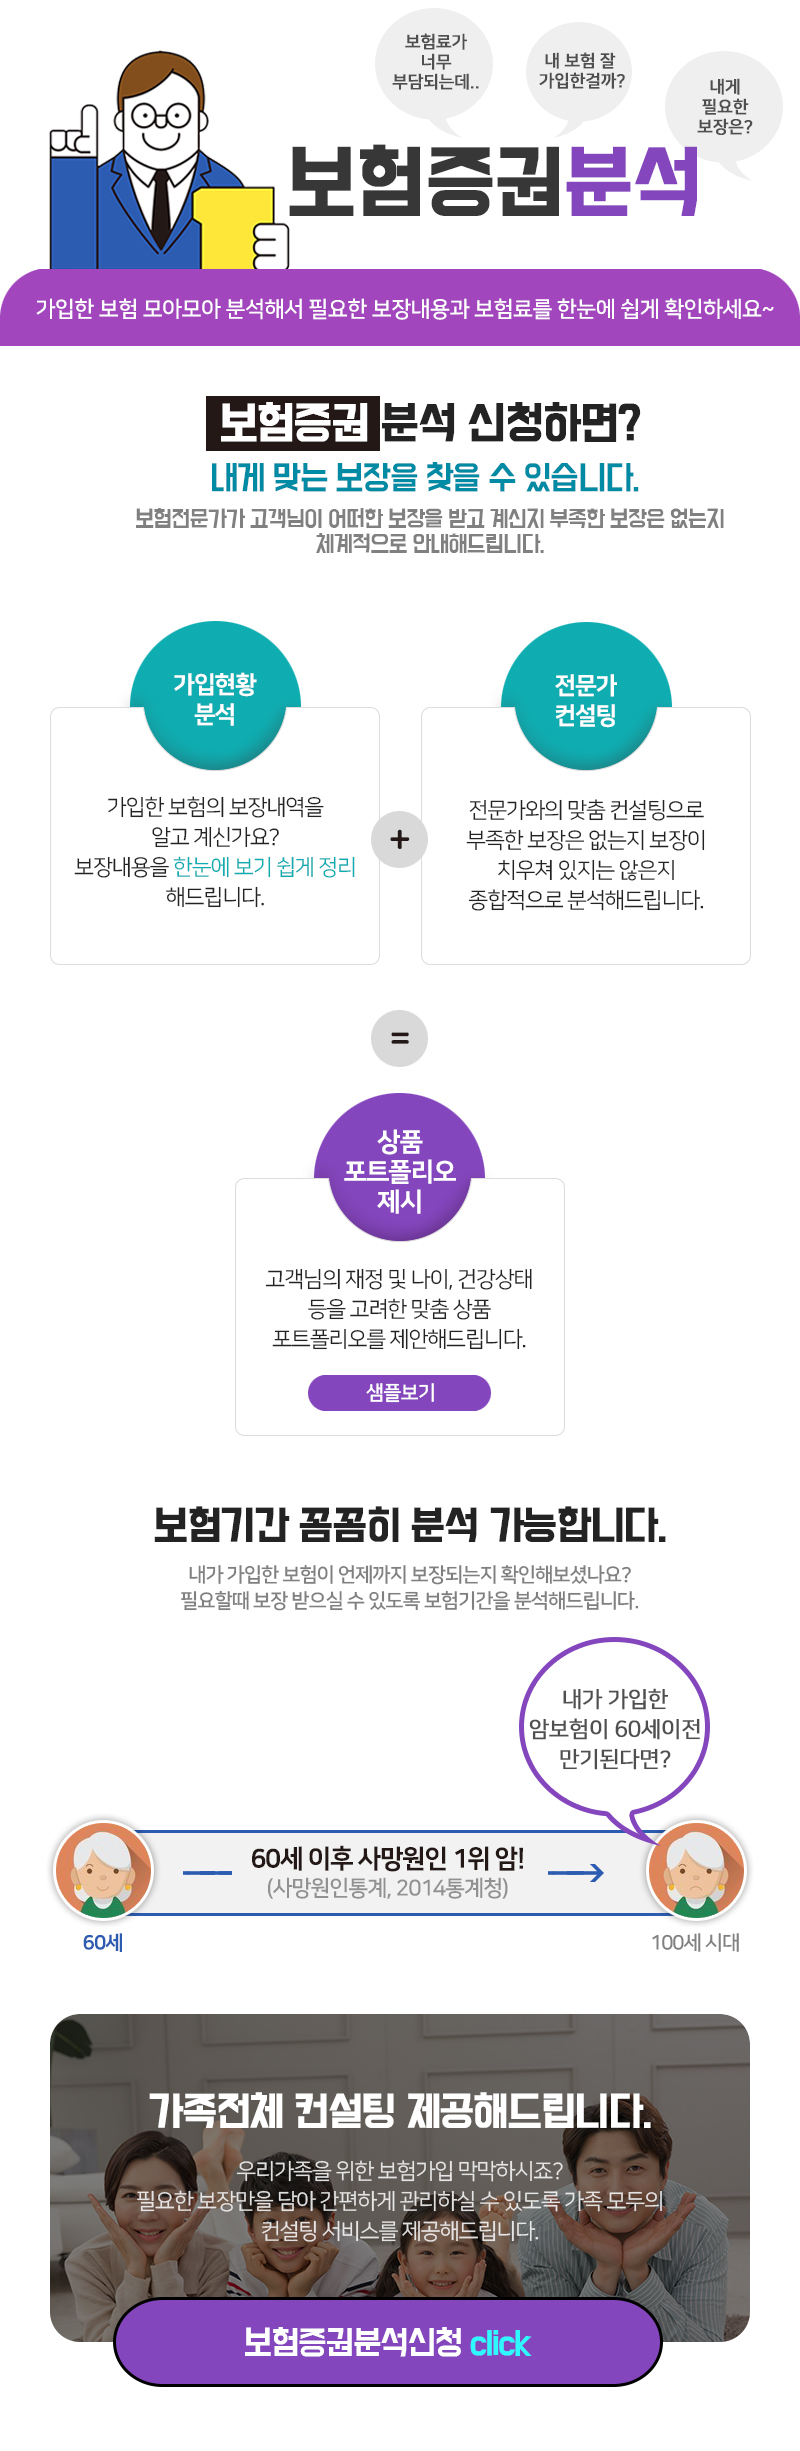 보험료가
너무
부담되는데..
내 보험 잘
가입한걸까?
내게
필요한
보장은?
보험증권분석
가입한 보험 모아모아 분석해서 필요한 보장내용과 보험료를 한눈에 쉽게 확인하세요~
보험증권 분석 신청하면?
내게 맞는 보장을 찾을 수 있습니다.
보험전문가가 고객님이 어떠한 보장을 받고 계신지 부족한 보장은 없는지
체계적으로 안내해드립니다.
가입현황
분석
가입한 보험의 보장내역을
알고 계신가요?
보장내용을 한눈에 보기 쉽게 정리
해드립니다.
+
전문가
컨설팅
전문가와의 맞춤 컨설팅으로
부족한 보장은 없는지 보장이
치우쳐 있지는 않은지
종합적으로 분석해드립니다.
=
상품
포트폴리오
제시
고객님의 재정 및 나이, 건강상태
등을 고려한 맞춤 상품
포트폴리오를 제안해드립니다.
샘플보기
보험기간 꼼꼼히 분석 가능합니다.
내가 가입한 보험이 언제까지 보장되는지 확인해보셨나요?
필요할때 보장 받으실 수 있도록 보험기간을 분석해드립니다.
내가 가입한
암보험이 60세이전
만기된다면?
60세 이후 사망원인 1위 암!
(사망원인통계, 2014통계청)
60세
100세 시대
가족전체 컨설팅 제공해드립니다.
우리가족을 위한 보험가입 막막하시죠?
필요한 보장만을 담아 간편하게 관리하실 수 있도록 가족 모두의
컨설팅 서비스를 제공해드립니다.
보험증권분석신청 click